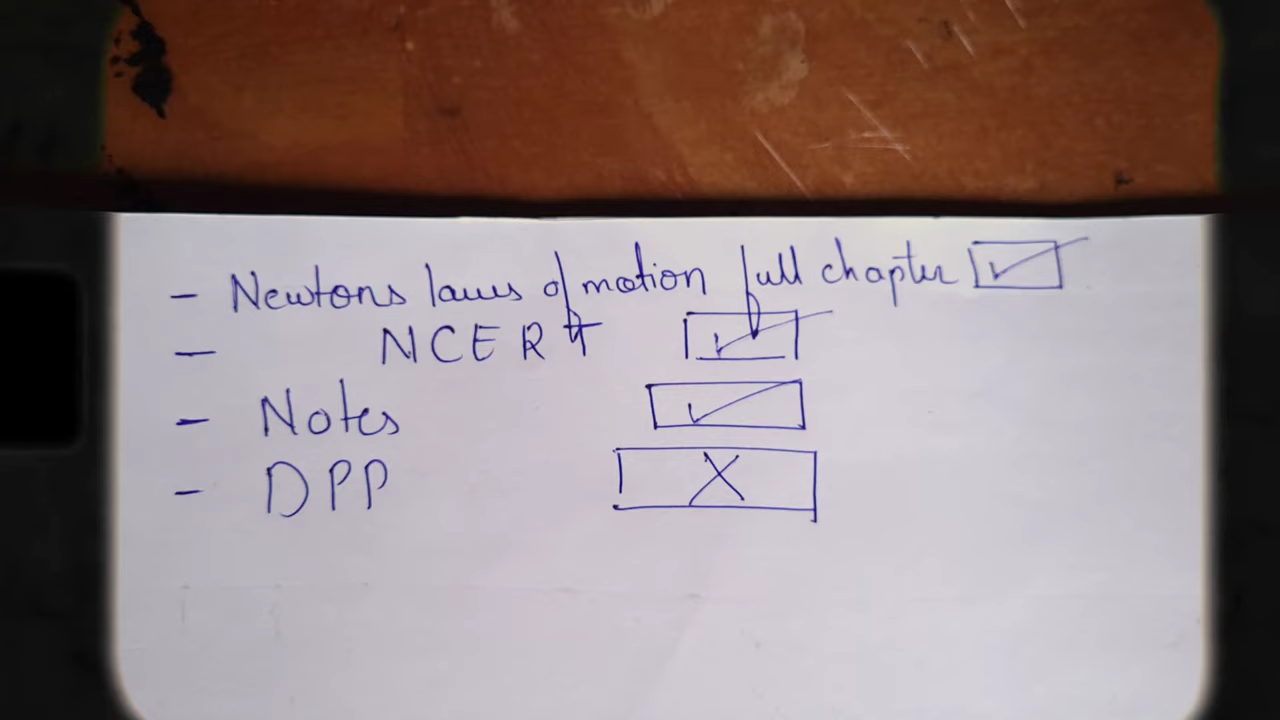 - Newtons laws of motion full chapter ☑
- NCERT ☑
- Notes ☑
- DPP ☒